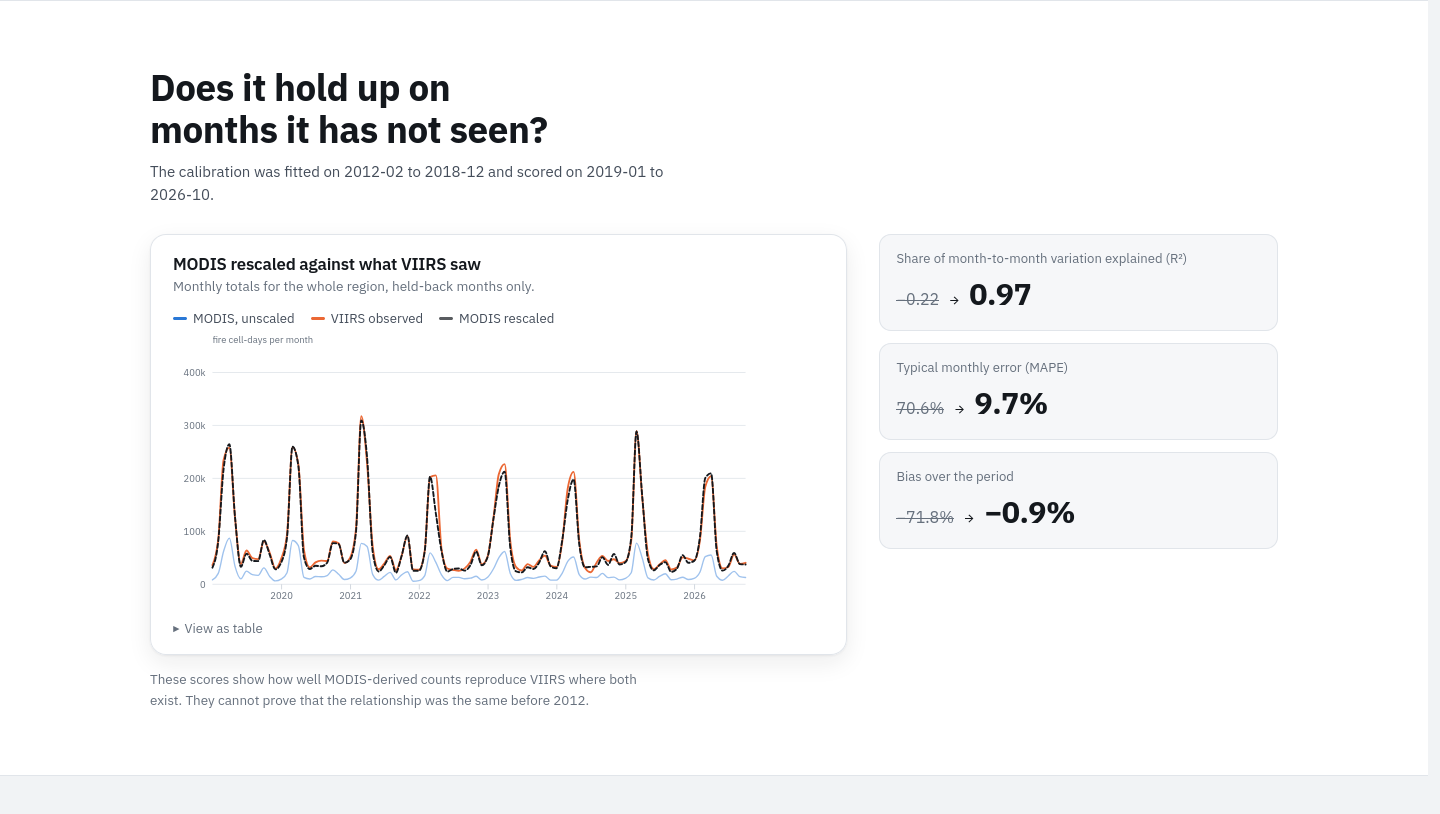 Does it hold up on
months it has not seen?
The calibration was fitted on 2012-02 to 2018-12 and scored on 2019-01 to
2026-10.
MODIS rescaled against what VIIRS saw
Monthly totals for the whole region, held-back months only.
MODIS, unscaled VIIRS observed MODIS rescaled
fire cell-days per month
400k
300k
200k
100k
0
2020 2021 2022 2023 2024 2025 2026
▸ View as table
These scores show how well MODIS-derived counts reproduce VIIRS where both
exist. They cannot prove that the relationship was the same before 2012.
Share of month-to-month variation explained (R²)
−0.22 → 0.97
Typical monthly error (MAPE)
70.6% → 9.7%
Bias over the period
−71.8% → −0.9%